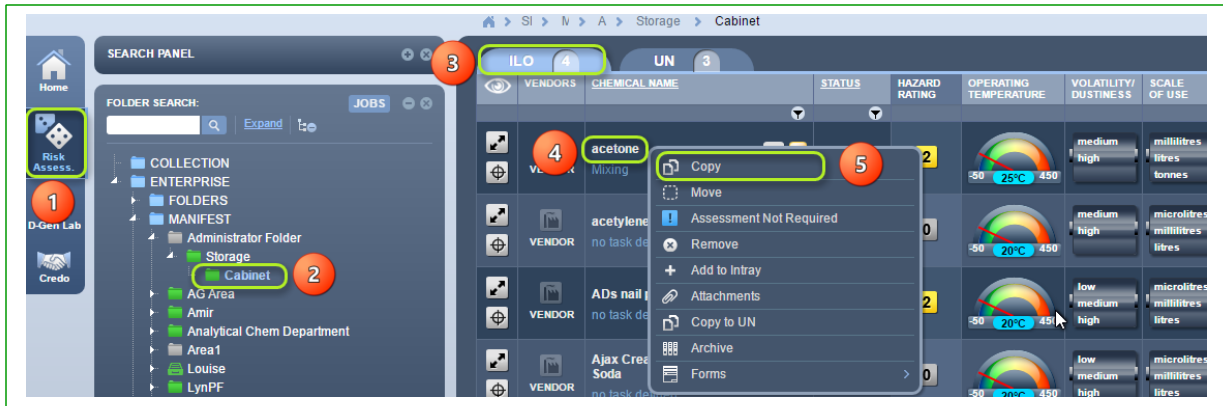 SI > M > A > Storage > Cabinet
SEARCH PANEL
3
ILO 4
UN 3
Home
VENDORS
CHEMICAL NAME
STATUS
HAZARD RATING
OPERATING TEMPERATURE
VOLATILITY/ DUSTINESS
SCALE OF USE
FOLDER SEARCH:
JOBS
Expand
Risk Assess.
1
D-Gen Lab
Credo
COLLECTION
ENTERPRISE
FOLDERS
MANIFEST
Administrator Folder
Storage
Cabinet
2
AG Area
Amir
Analytical Chem Department
Area1
Louise
LynPF
4
acetone
Mixing
2
-50 25°C 450
medium
high
millilitres
litres
tonnes
5
Copy
Move
Assessment Not Required
Remove
Add to Intray
Attachments
Copy to UN
Archive
Forms
VENDOR
acetylene
no task de
0
-50 20°C 450
medium
high
microlitres
millilitres
litres
VENDOR
ADs nail
no task de
2
-50 20°C 450
low
medium
high
microlitres
millilitres
litres
VENDOR
Ajax Crea
Soda
no task defined
0
-50 20°C 450
low
medium
high
microlitres
millilitres
litres